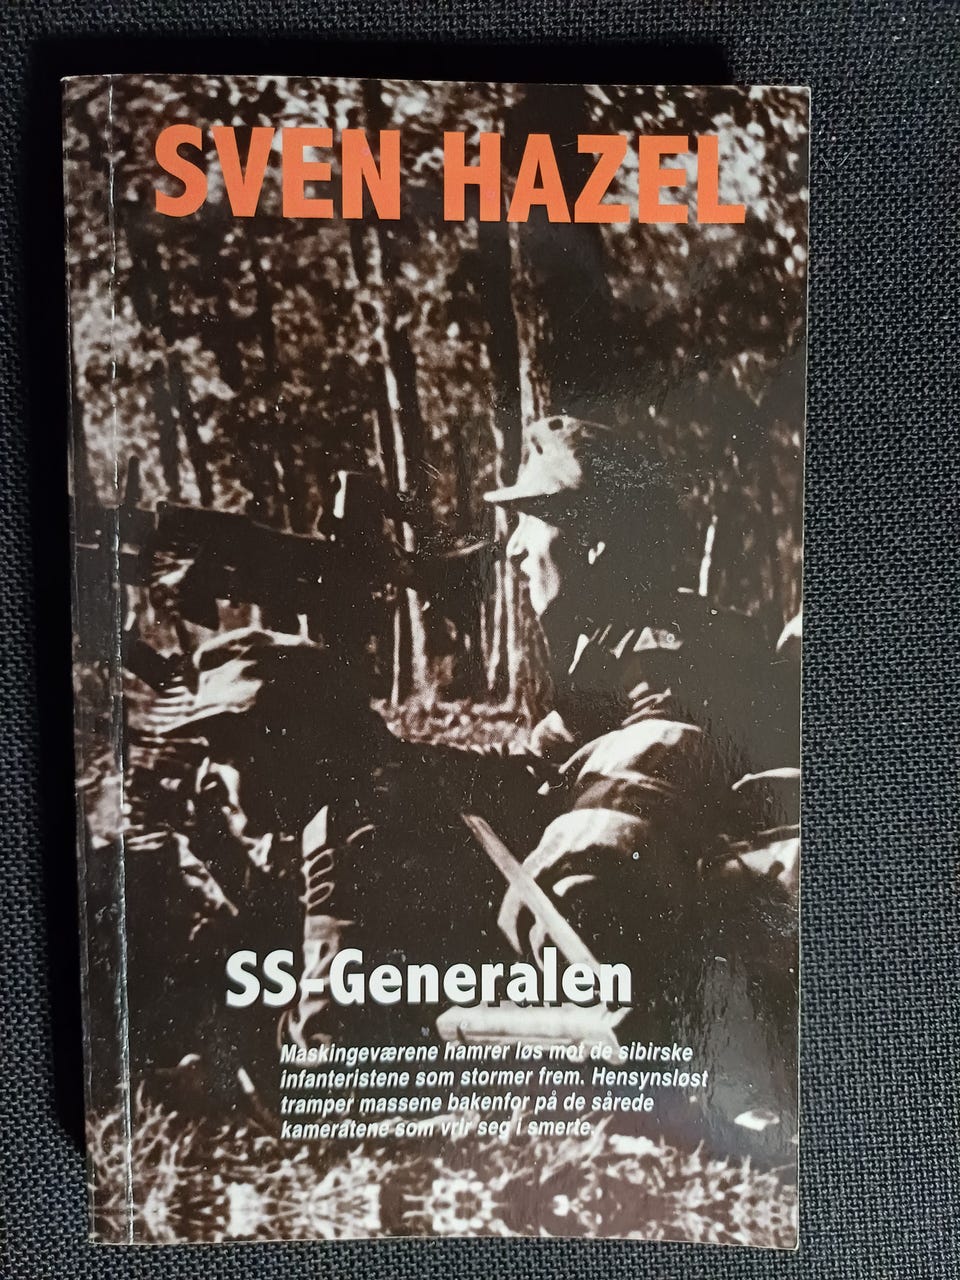 SVEN HAZEL
SS-Generalen
Maskingeværene hamrer løs mot de sibirske
infanteristene som stormer frem. Hensynsløst
tramper massene bakenfor på de sårede
kameratene som vrir seg i smerte.